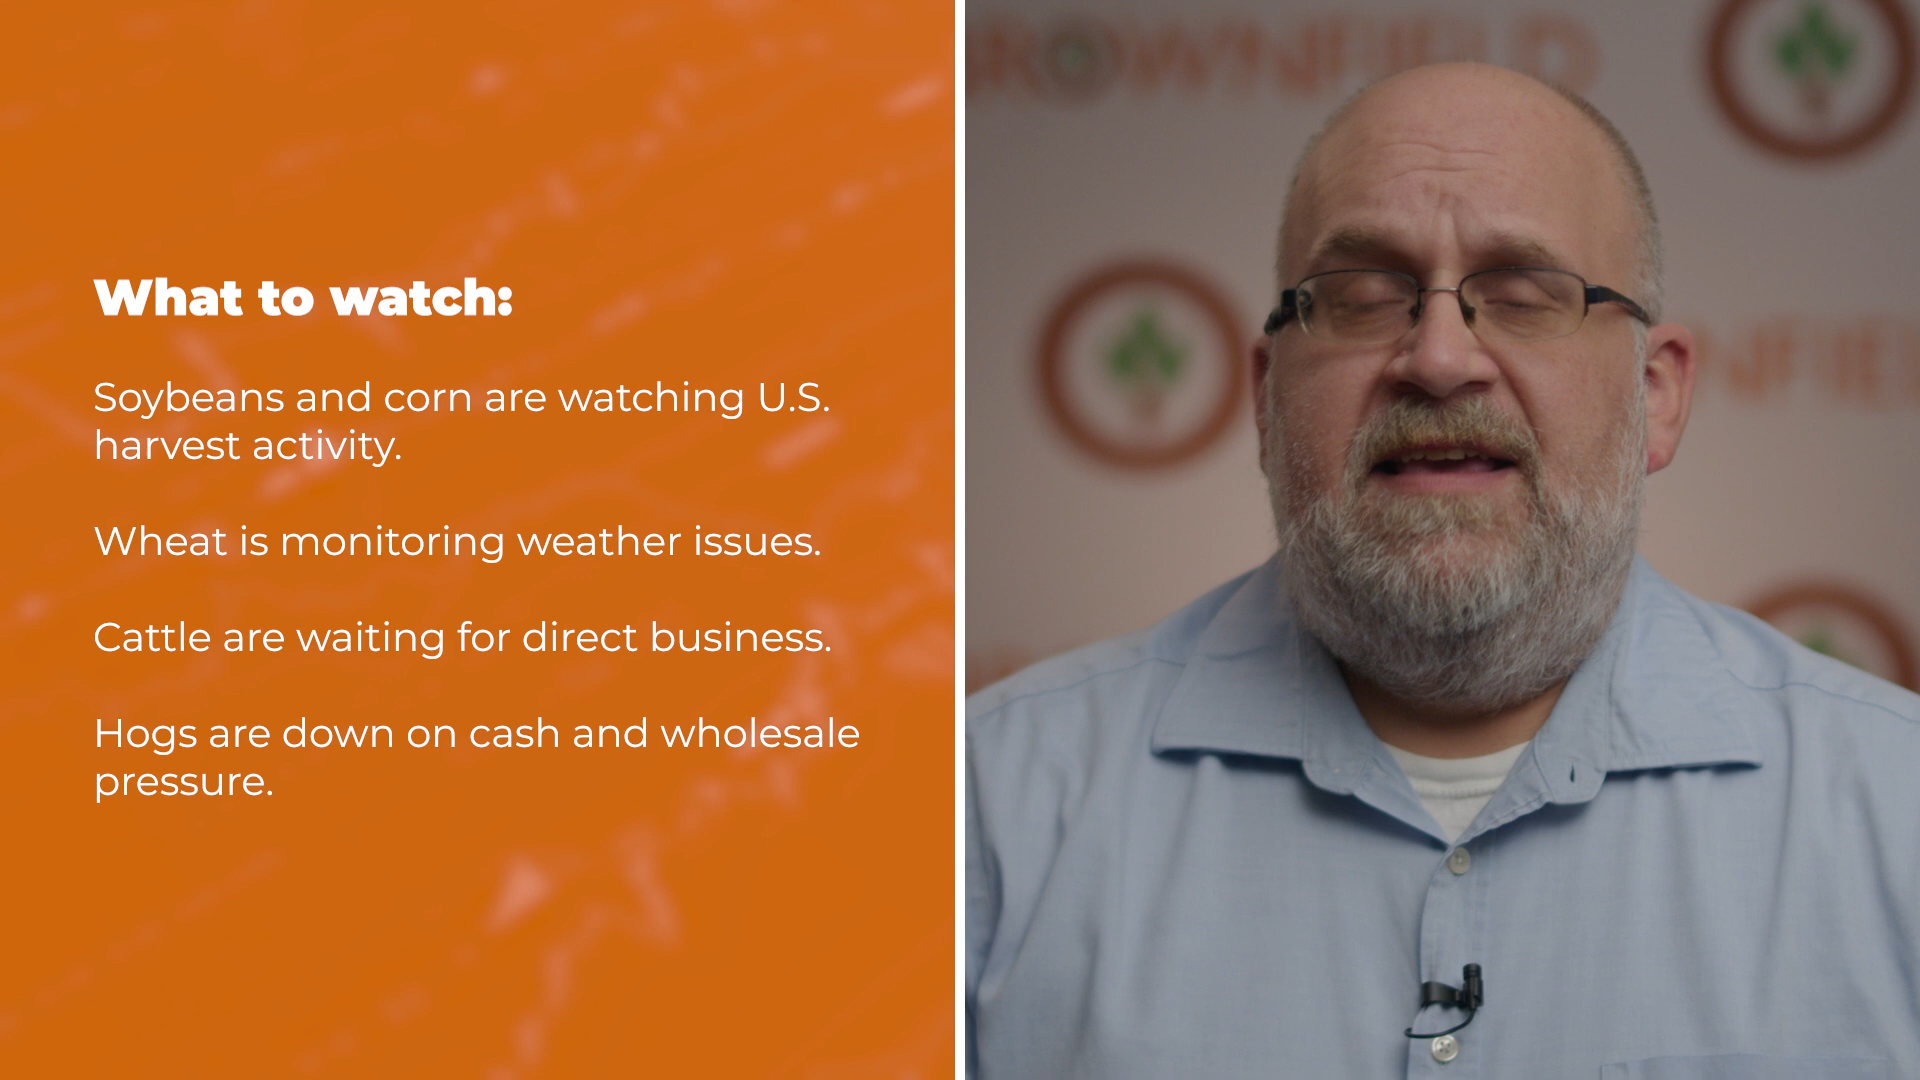 What to watch:
Soybeans and corn are watching U.S.
harvest activity.
Wheat is monitoring weather issues.
Cattle are waiting for direct business.
Hogs are down on cash and wholesale
pressure.
BROWNFIELD